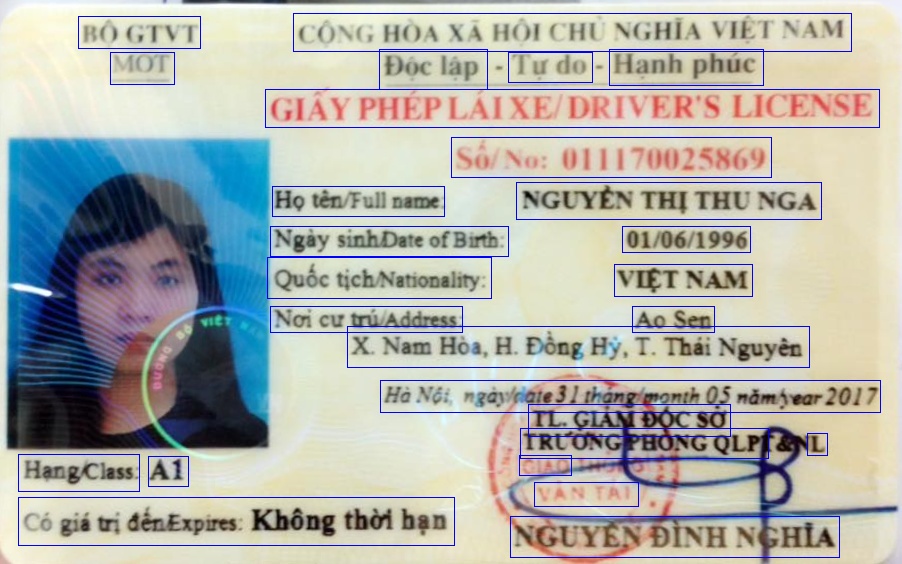 BỘ GTVT
CỘNG HÒA XÃ HỘI CHỦ NGHĨA VIỆT NAM
MOT
Độc lập - Tự do - Hạnh phúc
GIẤY PHÉP LÁI XE/ DRIVER'S LICENSE
Số/No: 011170025869
Họ tên/Full name: NGUYỄN THỊ THU NGA
Ngày sinh/Date of Birth: 01/06/1996
Quốc tịch/Nationality: VIỆT NAM
Nơi cư trú/Address: Ao Sen
X. Nam Hòa, H. Đồng Hỷ, T. Thái Nguyên
Hà Nội, ngày/date 31 tháng/month 05 năm/year 2017
TL. GIÁM ĐỐC SỞ
TRƯỞNG PHÒNG QLPT&NL
GIAO THÔNG
VẬN TẢI
Hạng/Class: A1
Có giá trị đến/Expires: Không thời hạn
NGUYỄN ĐÌNH NGHĨA
ĐƯỜNG BỘ VIỆT NAM